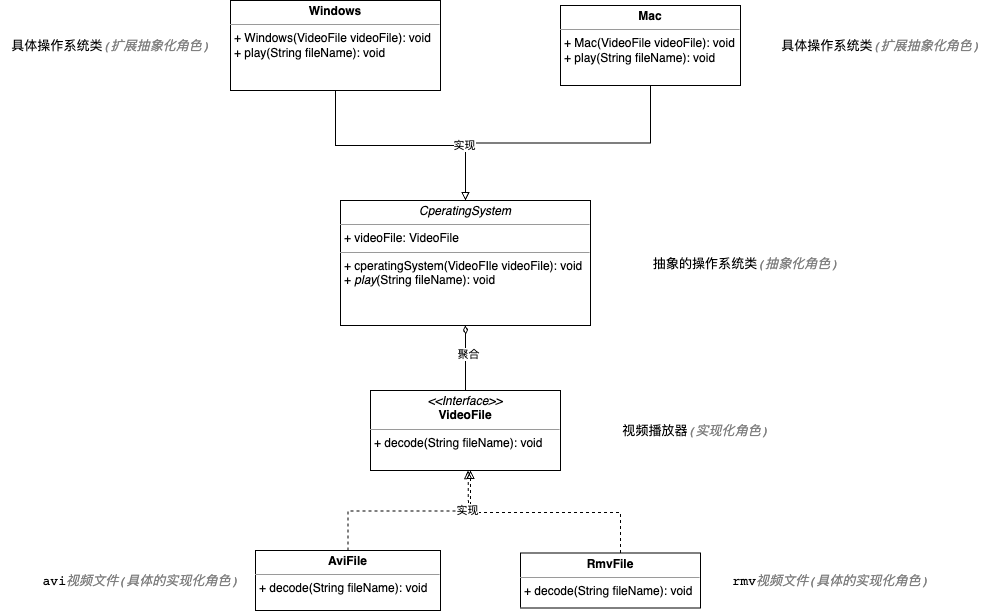 Windows
Mac
具体操作系统类(扩展抽象化角色)
+ Windows(VideoFile videoFile): void
+ play(String fileName): void
+ Mac(VideoFile videoFile): void
+ play(String fileName): void
具体操作系统类(扩展抽象化角色)
实现
CperatingSystem
+ videoFile: VideoFile
+ cperatingSystem(VideoFIle videoFile): void
+ play(String fileName): void
抽象的操作系统类(抽象化角色)
聚合
<<Interface>>
VideoFile
+ decode(String fileName): void
视频播放器(实现化角色)
实现
AviFile
+ decode(String fileName): void
avi视频文件(具体的实现化角色)
RmvFile
+ decode(String fileName): void
rmv视频文件(具体的实现化角色)